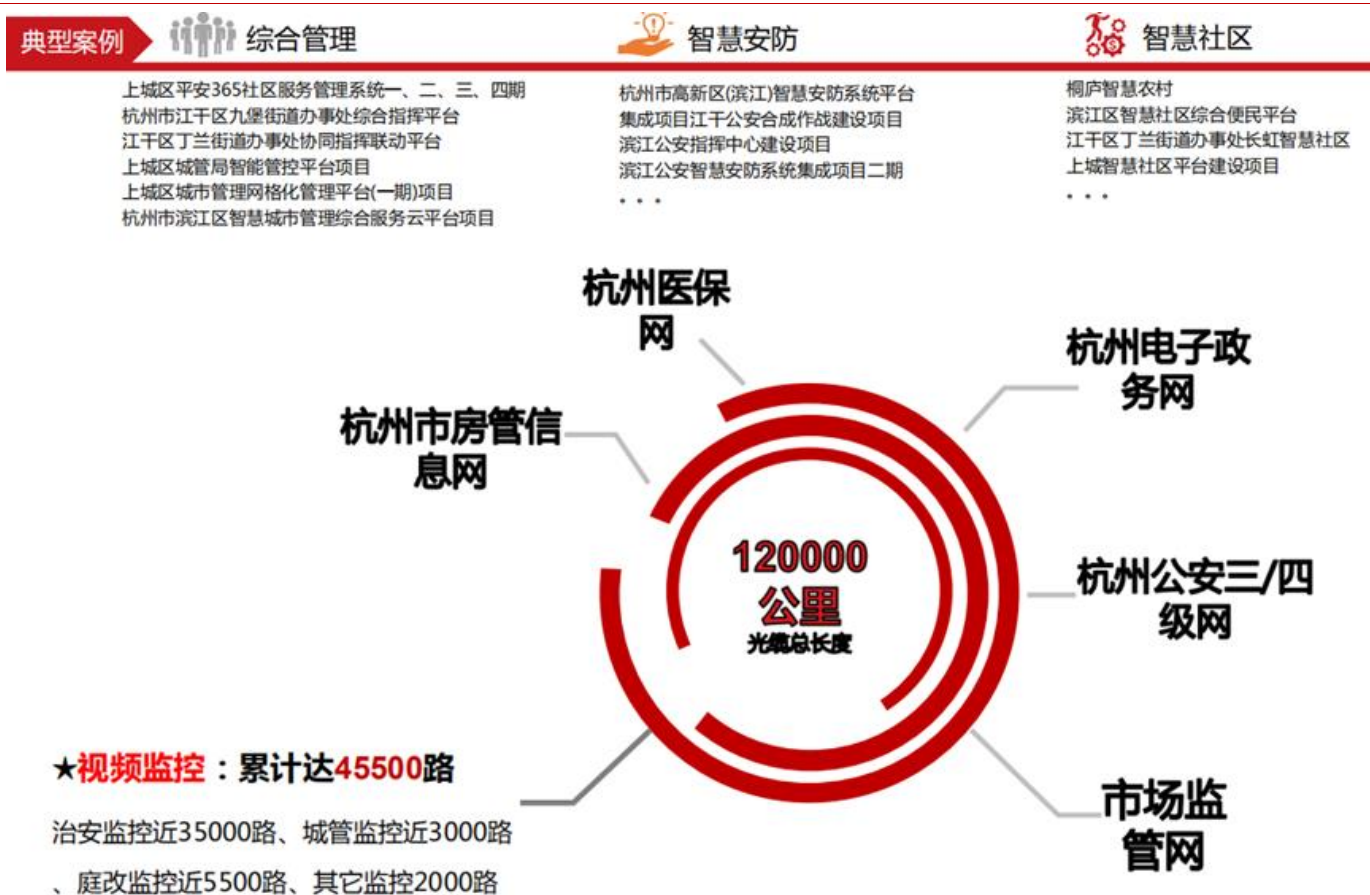 典型案例
综合管理
上城区平安365社区服务管理系统一、二、三、四期
杭州市江干区九堡街道办事处综合指挥平台
江干区丁兰街道办事处协同指挥联动平台
上城区城管局智能管控平台项目
上城区城市管理网格化管理平台(一期)项目
杭州市滨江区智慧城市管理综合服务云平台项目
智慧安防
杭州市高新区(滨江)智慧安防系统平台
集成项目江干公安合成作战建设项目
滨江公安指挥中心建设项目
滨江公安智慧安防系统集成项目二期
• • •
智慧社区
桐庐智慧农村
滨江区智慧社区综合便民平台
江干区丁兰街道办事处长虹智慧社区
上城智慧社区平台建设项目
• • •
杭州医保
网
杭州电子政
务网
杭州市房管信
息网
120000
公里
光缆总长度
杭州公安三/四
级网
市场监
管网
★视频监控：累计达45500路
治安监控近35000路、城管监控近3000路
、庭改监控近5500路、其它监控2000路